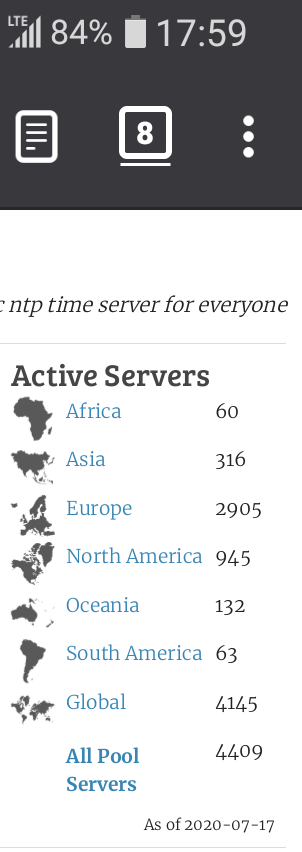 LTE 84% 17:59
8
ntp time server for everyone
Active Servers
Africa 60
Asia 316
Europe 2905
North America 945
Oceania 132
South America 63
Global 4145
All Pool 4409
Servers
As of 2020-07-17